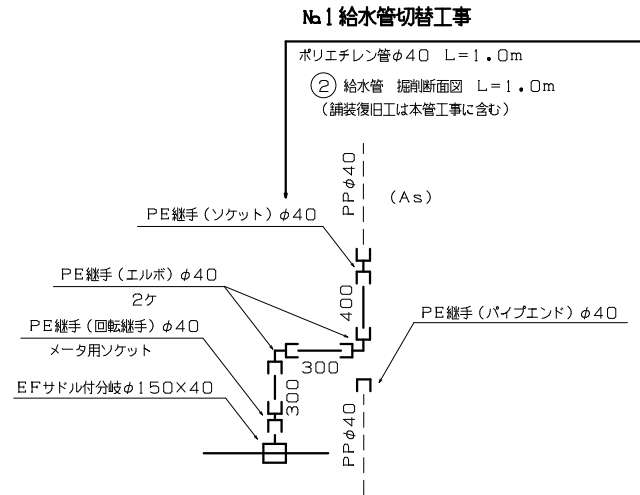 №1給水管切替工事
ポリエチレン管φ40 L=1.0m
② 給水管 掘削断面図 L=1.0m
(舗装復旧工は本管工事に含む)
PPφ40
(As)
PE継手(ソケット)φ40
PE継手(エルボ)φ40
2ケ
400
PE継手(パイプエンド)φ40
PE継手(回転継手)φ40
メータ用ソケット
300
300
EFサドル付分岐φ150×40
PPφ40